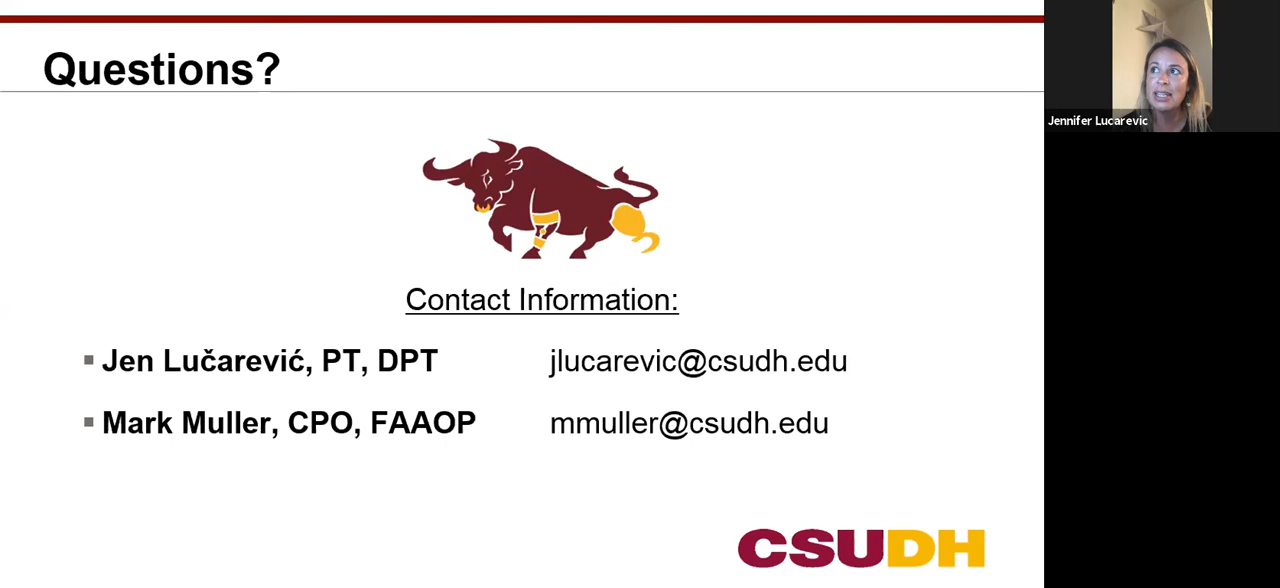 Questions?
Jennifer Lucarevic
Contact Information:
▪ Jen Lučarević, PT, DPT jlucarevic@csudh.edu
▪ Mark Muller, CPO, FAAOP mmuller@csudh.edu
CSUDH